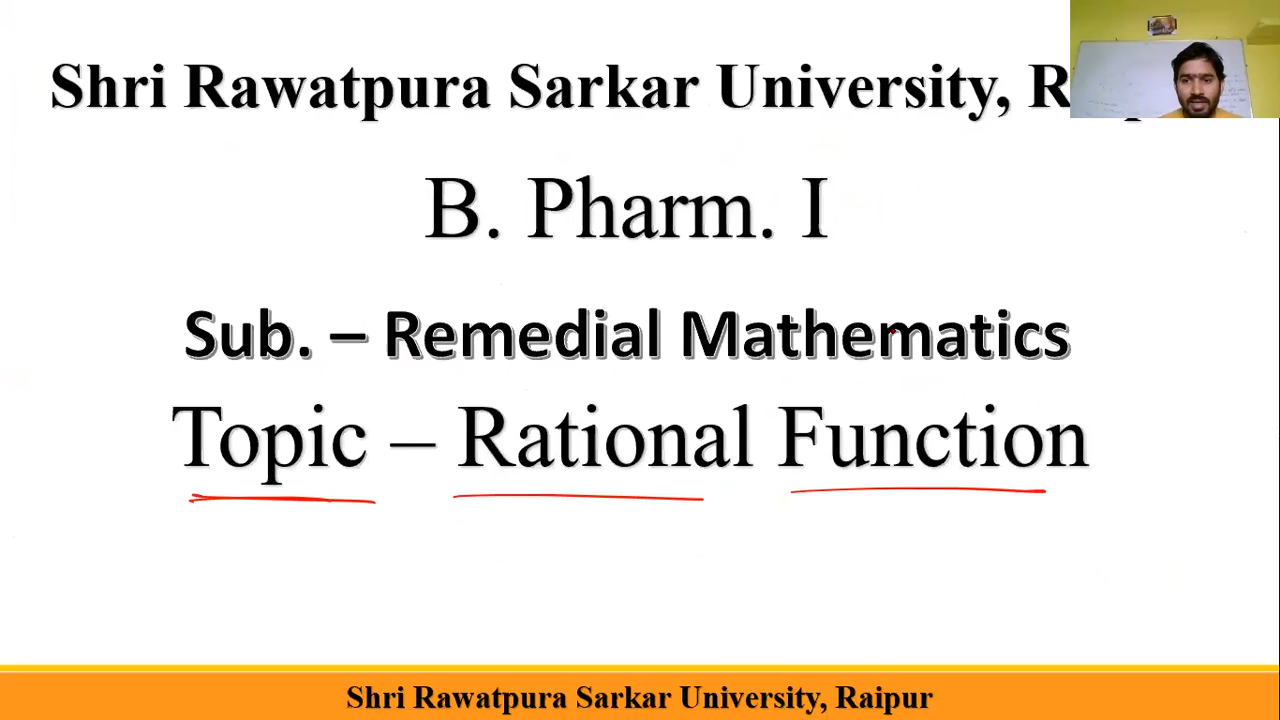 Shri Rawatpura Sarkar University,
B. Pharm. I
Sub. – Remedial Mathematics
Topic – Rational Function
Shri Rawatpura Sarkar University, Raipur